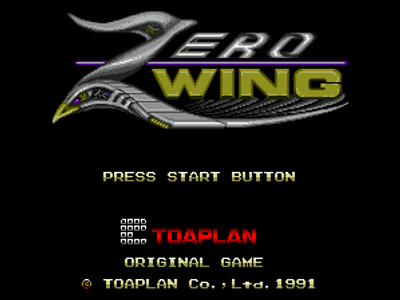 ZERO
WING
PRESS START BUTTON
TOAPLAN
ORIGINAL GAME
© TOAPLAN Co.,Ltd.1991